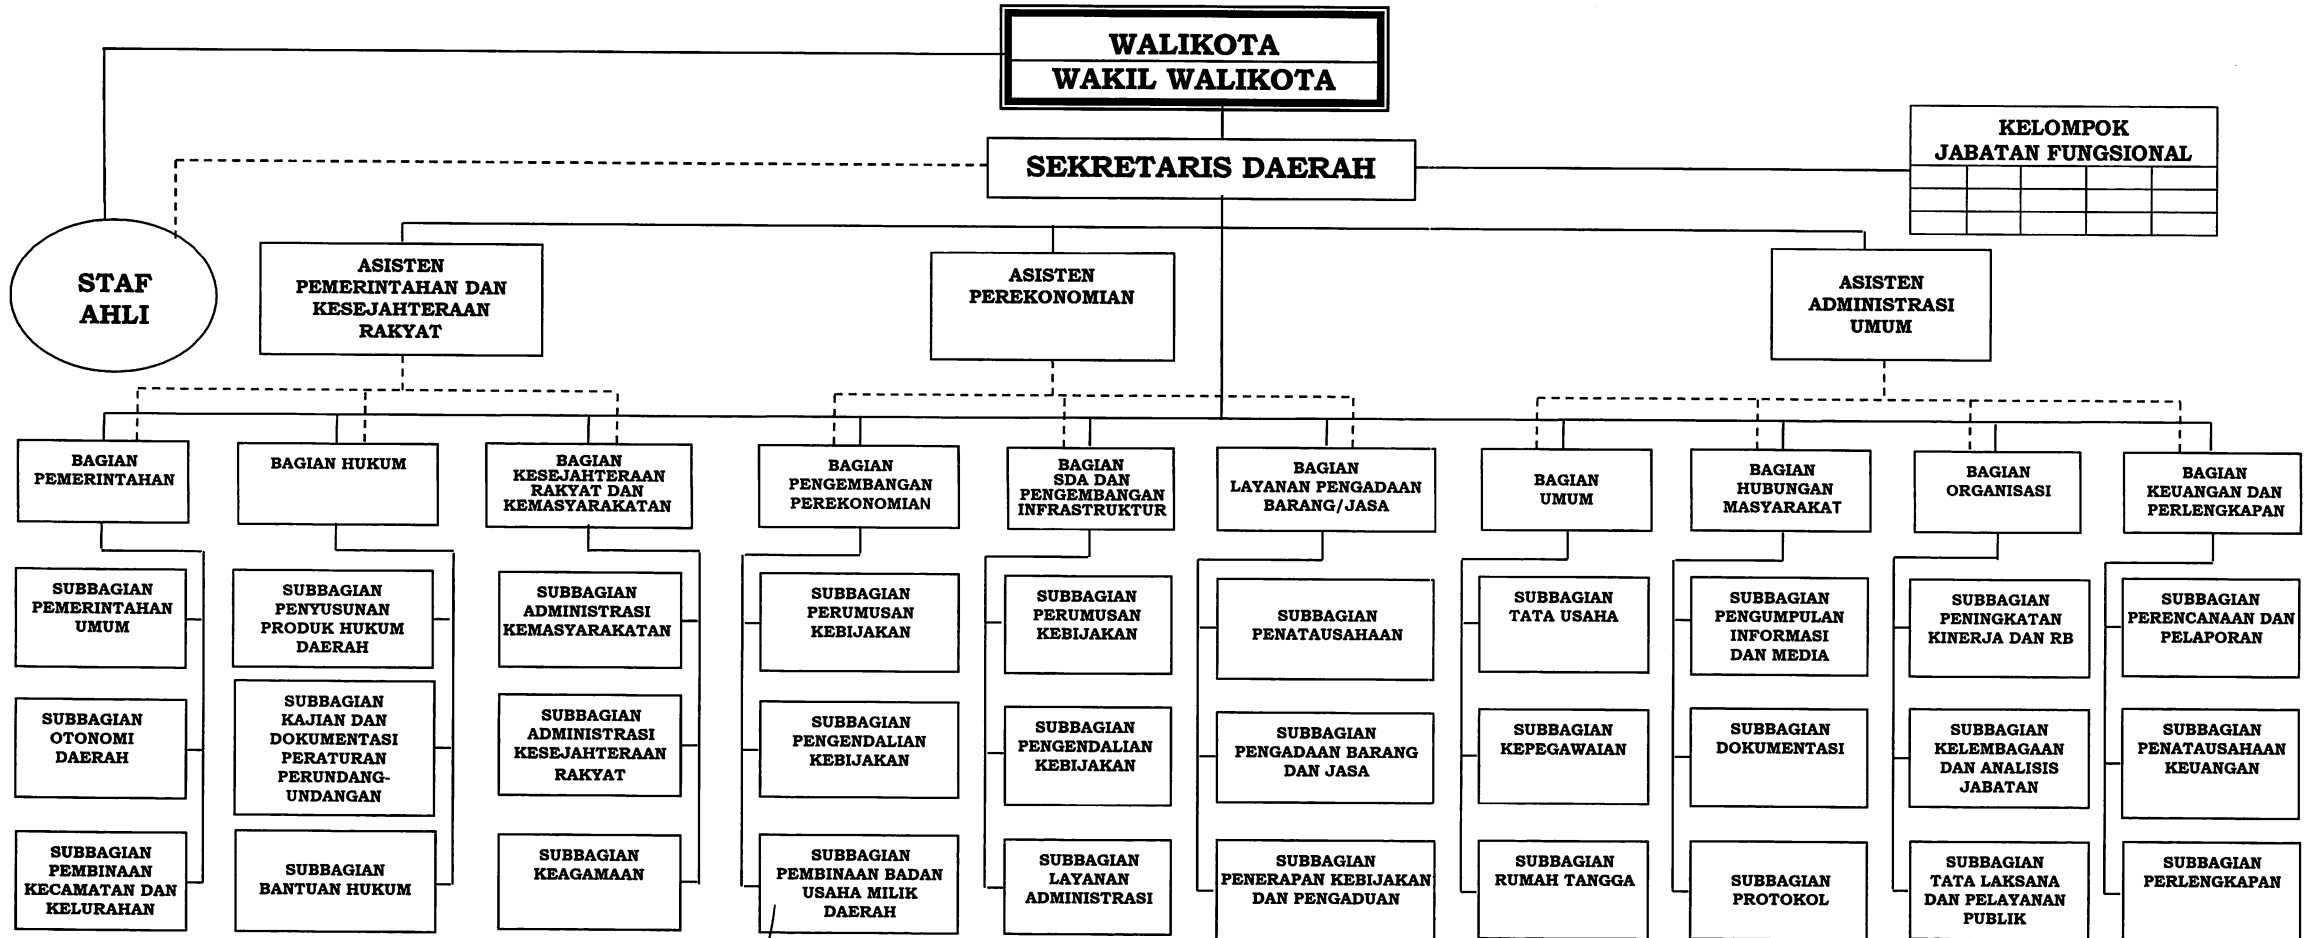 WALIKOTA
WAKIL WALIKOTA
SEKRETARIS DAERAH
KELOMPOK
JABATAN FUNGSIONAL
STAF
AHLI
ASISTEN
PEMERINTAHAN DAN
KESEJAHTERAAN
RAKYAT
ASISTEN
PEREKONOMIAN
ASISTEN
ADMINISTRASI
UMUM
BAGIAN
PEMERINTAHAN
BAGIAN HUKUM
BAGIAN
KESEJAHTERAAN
RAKYAT DAN
KEMASYARAKATAN
BAGIAN
PENGEMBANGAN
PEREKONOMIAN
BAGIAN
SDA DAN
PENGEMBANGAN
INFRASTRUKTUR
BAGIAN
LAYANAN PENGADAAN
BARANG/JASA
BAGIAN
UMUM
BAGIAN
HUBUNGAN
MASYARAKAT
BAGIAN
ORGANISASI
BAGIAN
KEUANGAN DAN
PERLENGKAPAN
SUBBAGIAN
PEMERINTAHAN
UMUM
SUBBAGIAN
PENYUSUNAN
PRODUK HUKUM
DAERAH
SUBBAGIAN
ADMINISTRASI
KEMASYARAKATAN
SUBBAGIAN
PERUMUSAN
KEBIJAKAN
SUBBAGIAN
PERUMUSAN
KEBIJAKAN
SUBBAGIAN
PENATAUSAHAAN
SUBBAGIAN
TATA USAHA
SUBBAGIAN
PENGUMPULAN
INFORMASI
DAN MEDIA
SUBBAGIAN
PENINGKATAN
KINERJA DAN RB
SUBBAGIAN
PERENCANAAN DAN
PELAPORAN
SUBBAGIAN
OTONOMI
DAERAH
SUBBAGIAN
KAJIAN DAN
DOKUMENTASI
PERATURAN
PERUNDANG-
UNDANGAN
SUBBAGIAN
ADMINISTRASI
KESEJAHTERAAN
RAKYAT
SUBBAGIAN
PENGENDALIAN
KEBIJAKAN
SUBBAGIAN
PENGENDALIAN
KEBIJAKAN
SUBBAGIAN
PENGADAAN BARANG
DAN JASA
SUBBAGIAN
KEPEGAWAIAN
SUBBAGIAN
DOKUMENTASI
SUBBAGIAN
KELEMBAGAAN
DAN ANALISIS
JABATAN
SUBBAGIAN
PENATAUSAHAAN
KEUANGAN
SUBBAGIAN
PEMBINAAN
KECAMATAN DAN
KELURAHAN
SUBBAGIAN
BANTUAN HUKUM
SUBBAGIAN
KEAGAMAAN
SUBBAGIAN
PEMBINAAN BADAN
USAHA MILIK
DAERAH
SUBBAGIAN
LAYANAN
ADMINISTRASI
SUBBAGIAN
PENERAPAN KEBIJAKAN
DAN PENGADUAN
SUBBAGIAN
RUMAH TANGGA
SUBBAGIAN
PROTOKOL
SUBBAGIAN
TATA LAKSANA
DAN PELAYANAN
PUBLIK
SUBBAGIAN
PERLENGKAPAN